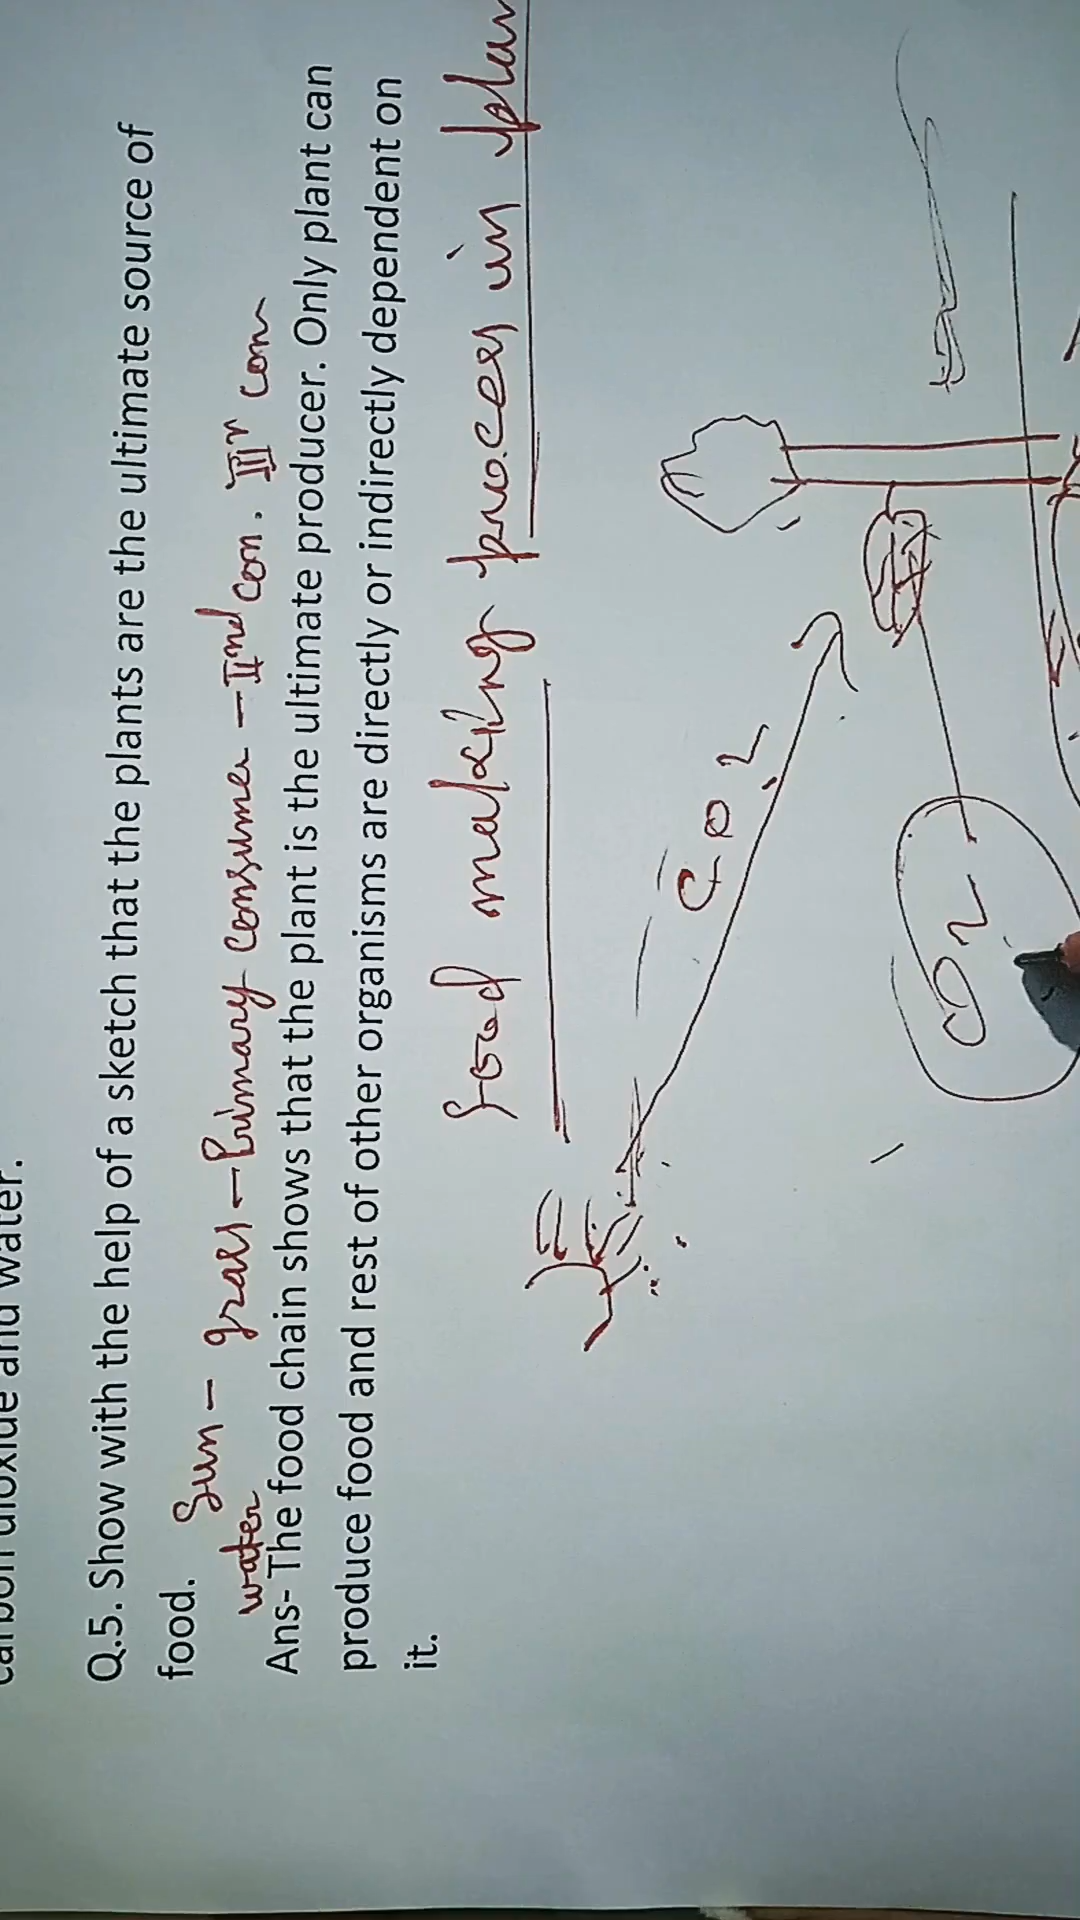 carbon dioxide and water.
Q.5. Show with the help of a sketch that the plants are the ultimate source of
food.
Sun - grass - Primary consumer - IInd con. IIIr con
water
Ans- The food chain shows that the plant is the ultimate producer. Only plant can
produce food and rest of other organisms are directly or indirectly dependent on
it.
food making process in plan
CO2
O2